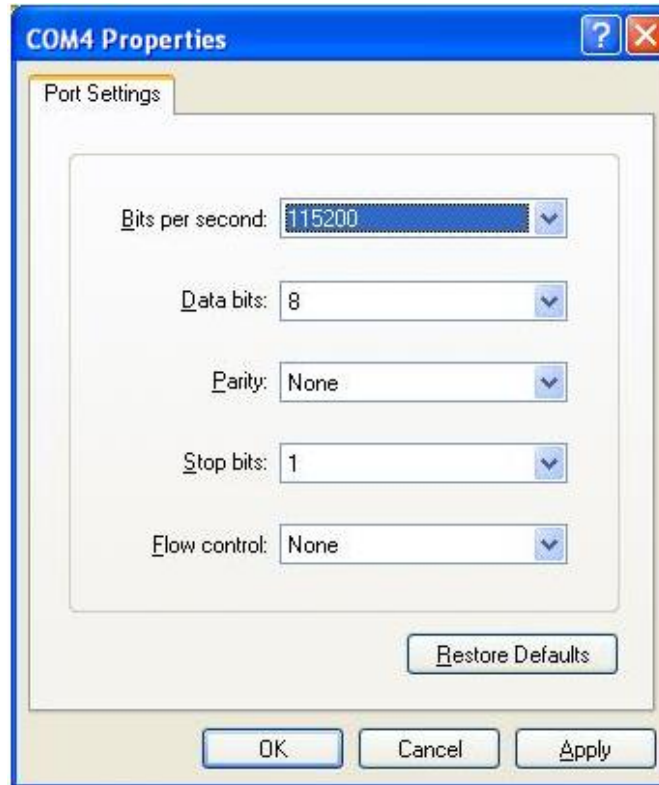 COM4 Properties
Port Settings
Bits per second: 115200
Data bits: 8
Parity: None
Stop bits: 1
Flow control: None
Restore Defaults
OK Cancel Apply